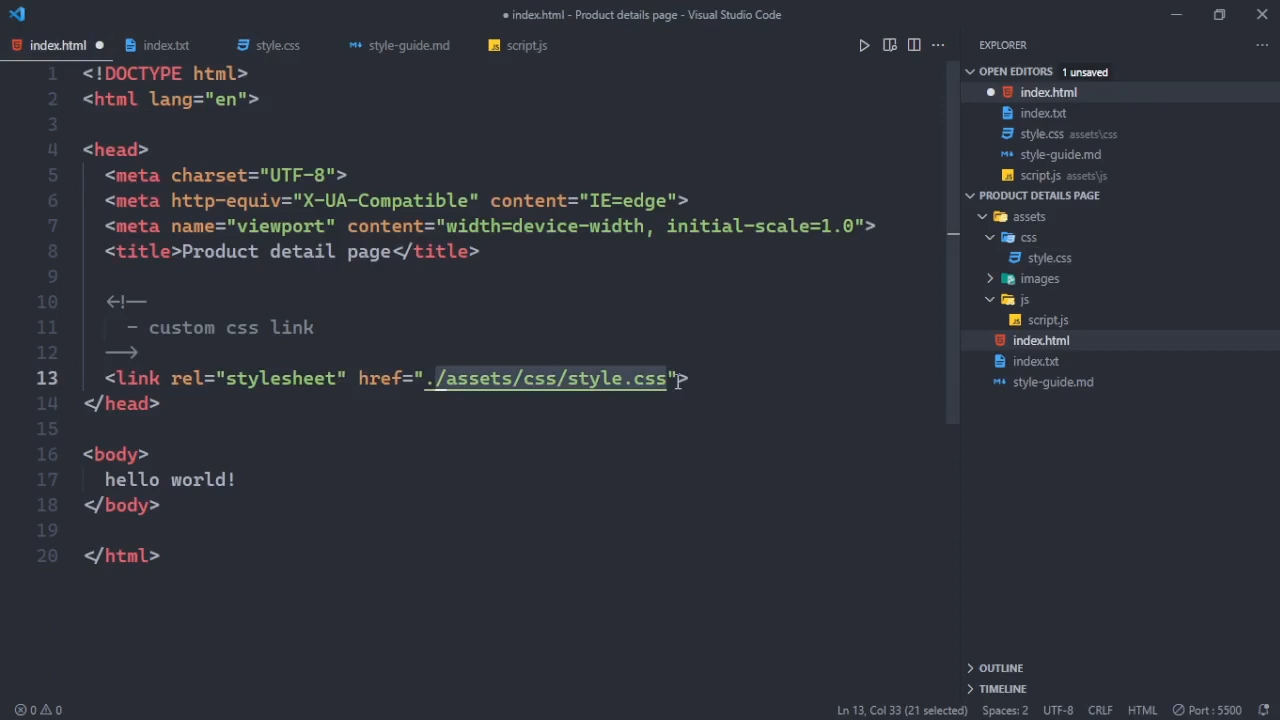 ● index.html - Product details page - Visual Studio Code
index.html ● index.txt style.css style-guide.md script.js
1 <!DOCTYPE html>
2 <html lang="en">
3
4 <head>
5 <meta charset="UTF-8">
6 <meta http-equiv="X-UA-Compatible" content="IE=edge">
7 <meta name="viewport" content="width=device-width, initial-scale=1.0">
8 <title>Product detail page</title>
9
10 <!--
11 - custom css link
12 -->
13 <link rel="stylesheet" href="./assets/css/style.css">
14 </head>
15
16 <body>
17 hello world!
18 </body>
19
20 </html>
EXPLORER
OPEN EDITORS 1 unsaved
● index.html
index.txt
style.css assets\css
style-guide.md
script.js assets\js
PRODUCT DETAILS PAGE
assets
css
style.css
images
js
script.js
index.html
index.txt
style-guide.md
OUTLINE
TIMELINE
0 0 Ln 13, Col 33 (21 selected) Spaces: 2 UTF-8 CRLF HTML Port : 5500